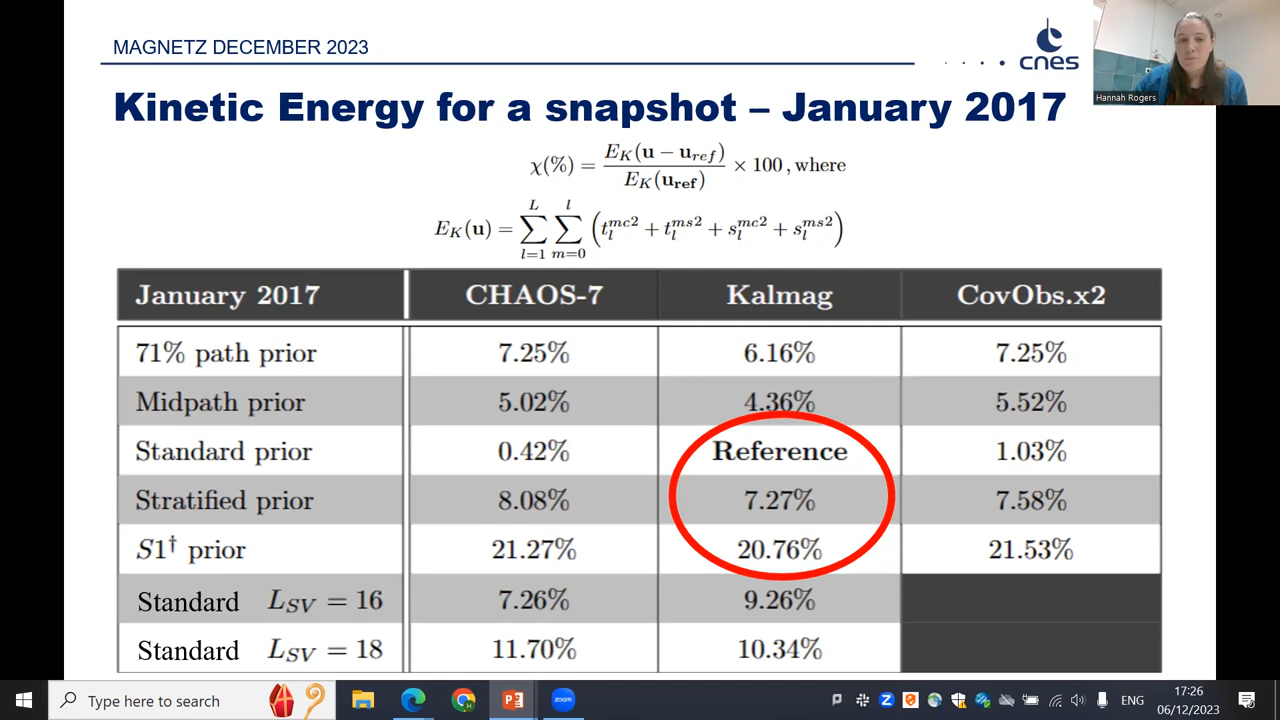 MAGNETZ DECEMBER 2023
cnes
Hannah Rogers
Kinetic Energy for a snapshot – January 2017
χ(%) = E_K(u − u_ref) / E_K(u_ref) × 100 , where
E_K(u) = ∑_{l=1}^{L} ∑_{m=0}^{l} (t_l^{mc2} + t_l^{ms2} + s_l^{mc2} + s_l^{ms2})
January 2017 CHAOS-7 Kalmag CovObs.x2
71% path prior 7.25% 6.16% 7.25%
Midpath prior 5.02% 4.36% 5.52%
Standard prior 0.42% Reference 1.03%
Stratified prior 8.08% 7.27% 7.58%
S1† prior 21.27% 20.76% 21.53%
Standard L_SV = 16 7.26% 9.26%
Standard L_SV = 18 11.70% 10.34%
Type here to search
zoom
ENG
17:26
06/12/2023